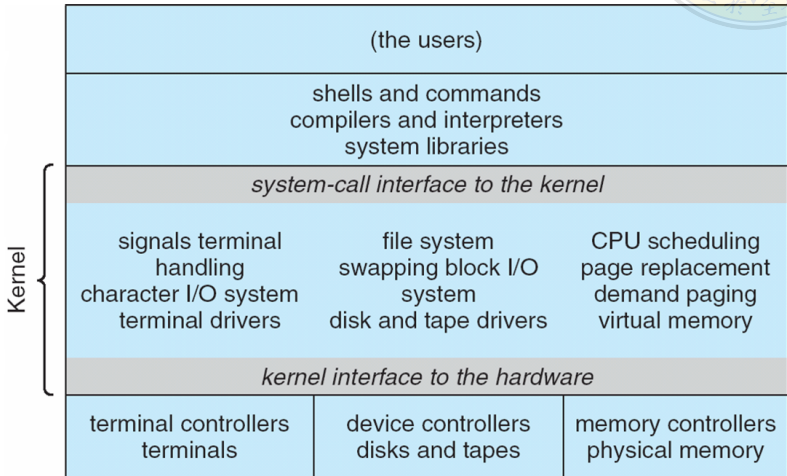 (the users)
shells and commands
compilers and interpreters
system libraries
system-call interface to the kernel
Kernel
signals terminal
handling
character I/O system
terminal drivers
file system
swapping block I/O
system
disk and tape drivers
CPU scheduling
page replacement
demand paging
virtual memory
kernel interface to the hardware
terminal controllers
terminals
device controllers
disks and tapes
memory controllers
physical memory